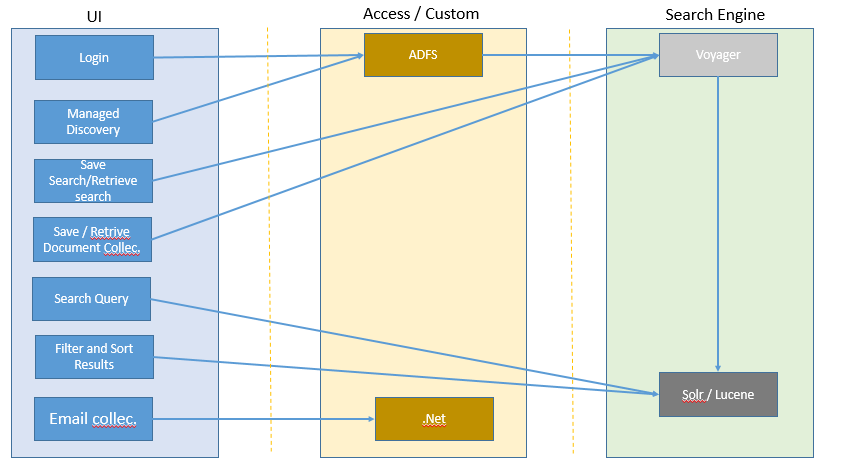 UI
Access / Custom
Search Engine
Login
ADFS
Voyager
Managed
Discovery
Save
Search/Retrieve
search
Save / Retrive
Document Collec.
Search Query
Filter and Sort
Results
Solr / Lucene
Email collec.
.Net